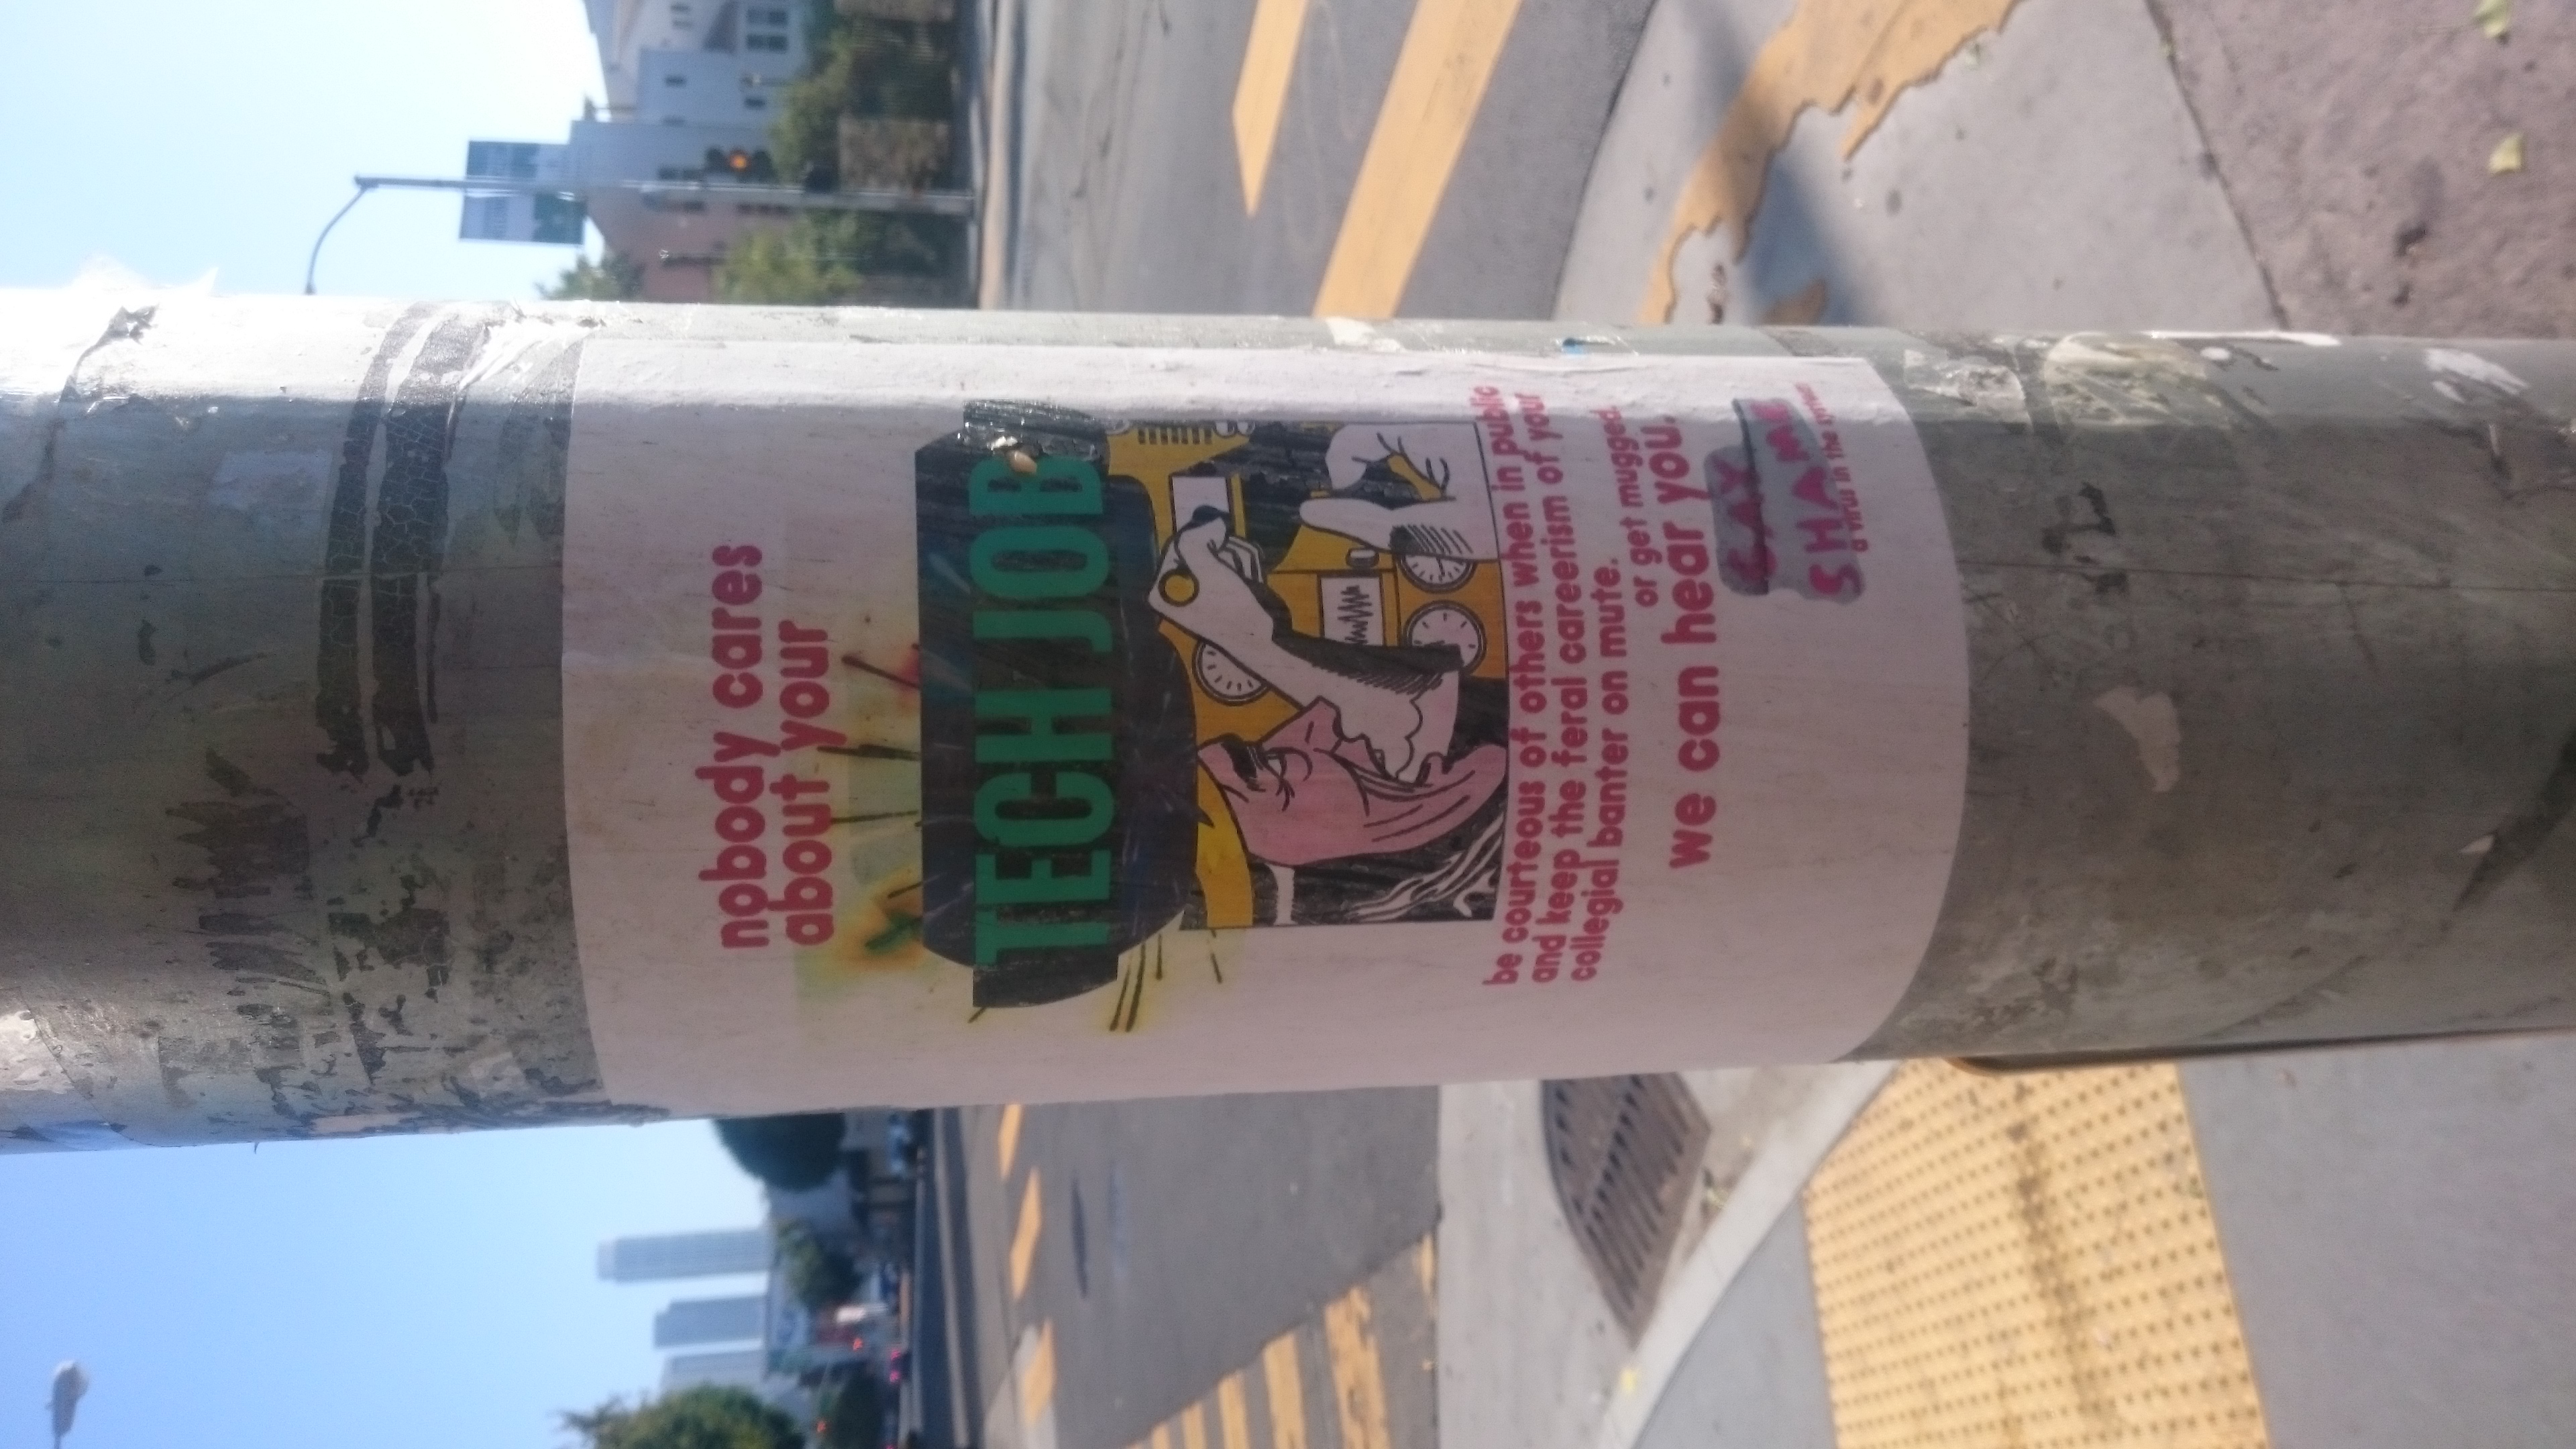 nobody cares
about your
TECH JOB
be courteous of others when in public
and keep the feral careerism of your
collegial banter on mute.
or get mugged.
we can hear you.
GAY
SHAME
a virus in the system